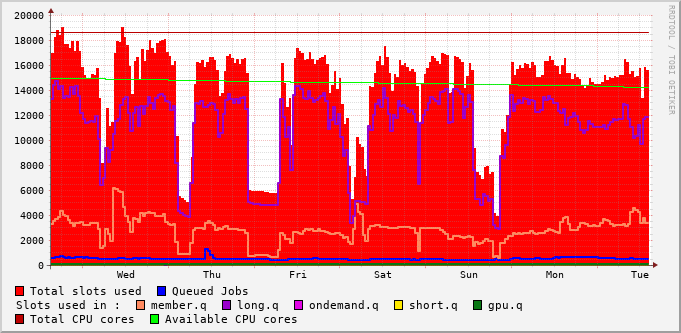 20000
18000
16000
14000
12000
10000
8000
6000
4000
2000
0
Wed Thu Fri Sat Sun Mon Tue
Total slots used Queued Jobs
Slots used in : member.q long.q ondemand.q short.q gpu.q
Total CPU cores Available CPU cores
RRDTOOL / TOBI OETIKER